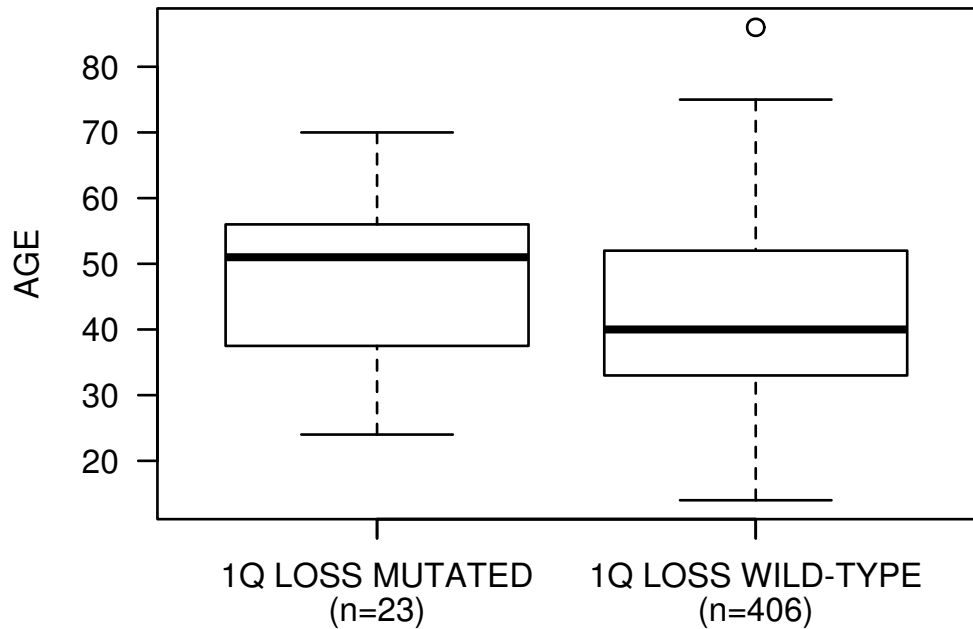 AGE
80
70
60
50
40
30
20
1Q LOSS MUTATED
(n=23)
1Q LOSS WILD-TYPE
(n=406)